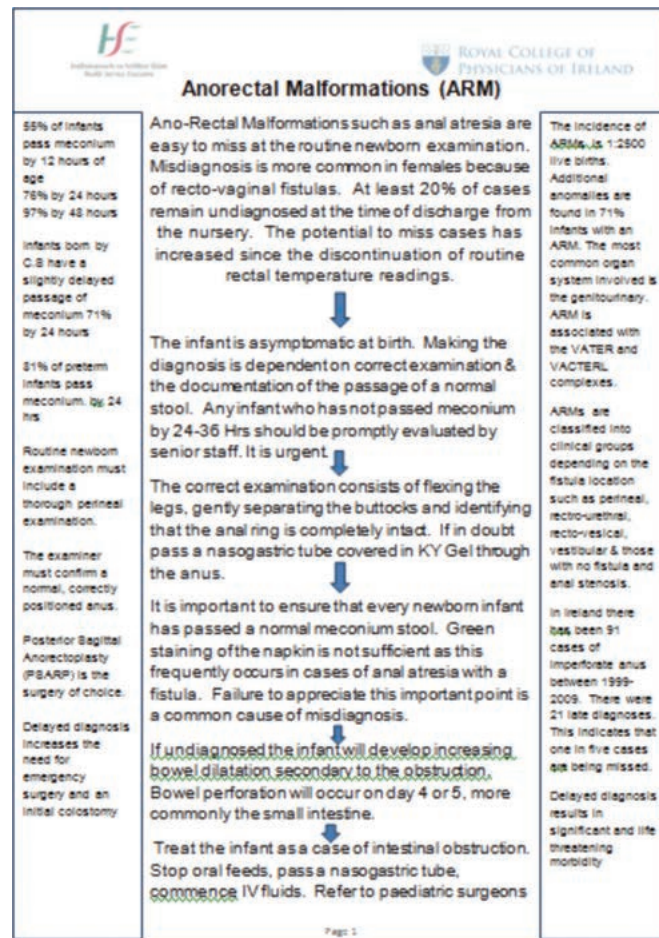 ROYAL COLLEGE OF
PHYSICIANS OF IRELAND
Anorectal Malformations (ARM)
55% of infants
pass meconium
by 12 hours of
age
76% by 24 hours
97% by 48 hours
Infants born by
C.S have a
slightly delayed
passage of
meconium 71%
by 24 hours
81% of preterm
infants pass
meconium. by 24
hrs
Routine newborn
examination must
include a
thorough perineal
examination.
The examiner
must confirm a
normal, correctly
positioned anus.
Posterior Sagittal
Anorectoplasty
(PSARP) is the
surgery of choice.
Delayed diagnosis
increases the
need for
emergency
surgery and an
initial colostomy
Ano-Rectal Malformations such as anal atresia are
easy to miss at the routine newborn examination.
Misdiagnosis is more common in females because
of recto-vaginal fistulas. At least 20% of cases
remain undiagnosed at the time of discharge from
the nursery. The potential to miss cases has
increased since the discontinuation of routine
rectal temperature readings.
The infant is asymptomatic at birth. Making the
diagnosis is dependent on correct examination &
the documentation of the passage of a normal
stool. Any infant who has not passed meconium
by 24-36 Hrs should be promptly evaluated by
senior staff. It is urgent.
The correct examination consists of flexing the
legs, gently separating the buttocks and identifying
that the anal ring is completely intact. If in doubt
pass a nasogastric tube covered in KY Gel through
the anus.
It is important to ensure that every newborn infant
has passed a normal meconium stool. Green
staining of the napkin is not sufficient as this
frequently occurs in cases of anal atresia with a
fistula. Failure to appreciate this important point is
a common cause of misdiagnosis.
If undiagnosed the infant will develop increasing
bowel dilatation secondary to the obstruction.
Bowel perforation will occur on day 4 or 5, more
commonly the small intestine.
Treat the infant as a case of intestinal obstruction.
Stop oral feeds, pass a nasogastric tube,
commence IV fluids. Refer to paediatric surgeons
The incidence of
ARMs, is 1:2500
live births.
Additional
anomalies are
found in 71%
infants with an
ARM. The most
common organ
system involved is
the genitourinary.
ARM is
associated with
the VATER and
VACTERL
complexes.
ARMs are
classified into
clinical groups
depending on the
fistula location
such as perineal,
rectro-urethral,
recto-vesical,
vestibular & those
with no fistula and
anal stenosis.
In Ireland there
has been 91
cases of
imperforate anus
between 1999-
2009. There were
21 late diagnoses.
This indicates that
one in five cases
are being missed.
Delayed diagnosis
results in
significant and life
threatening
morbidity
Page 1